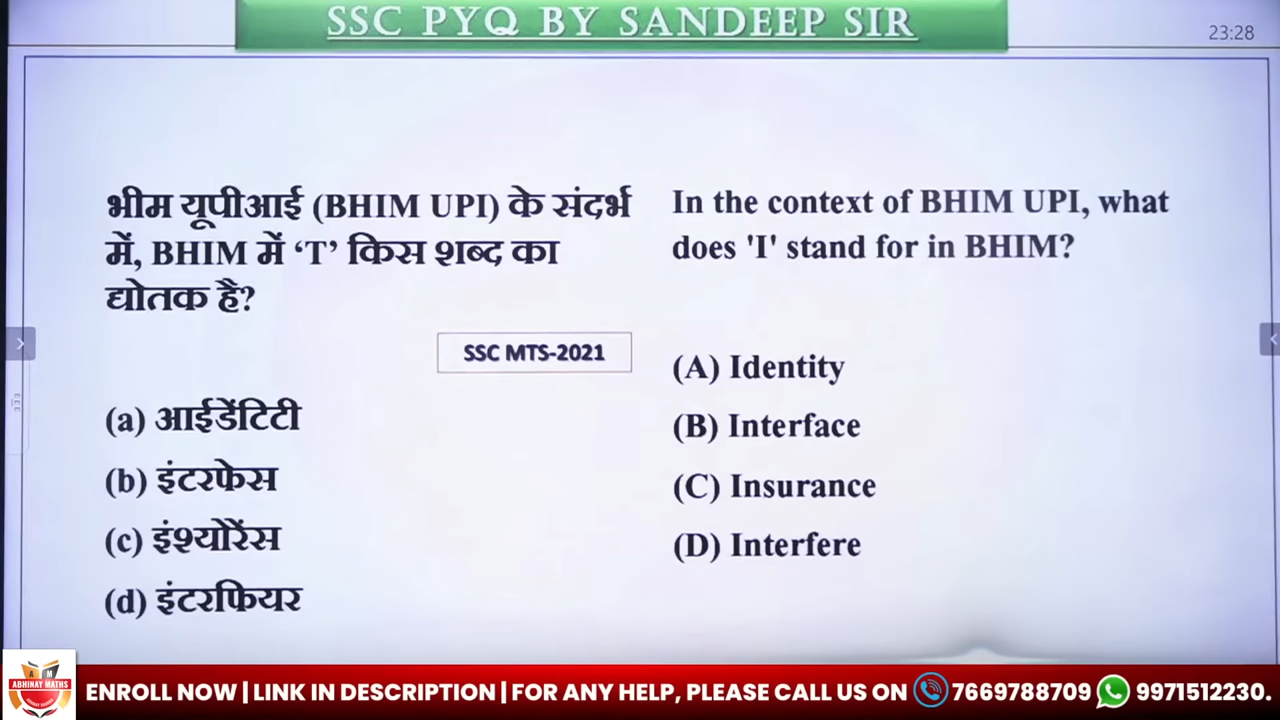 SSC PYQ BY SANDEEP SIR
23:28
भीम यूपीआई (BHIM UPI) के संदर्भ
में, BHIM में ‘T’ किस शब्द का
द्योतक है?
SSC MTS-2021
(a) आईडेंटिटी
(b) इंटरफेस
(c) इंश्योरेंस
(d) इंटरफियर
In the context of BHIM UPI, what
does 'I' stand for in BHIM?
(A) Identity
(B) Interface
(C) Insurance
(D) Interfere
A M
ABHINAY MATHS
ENROLL NOW | LINK IN DESCRIPTION | FOR ANY HELP, PLEASE CALL US ON 7669788709 9971512230.